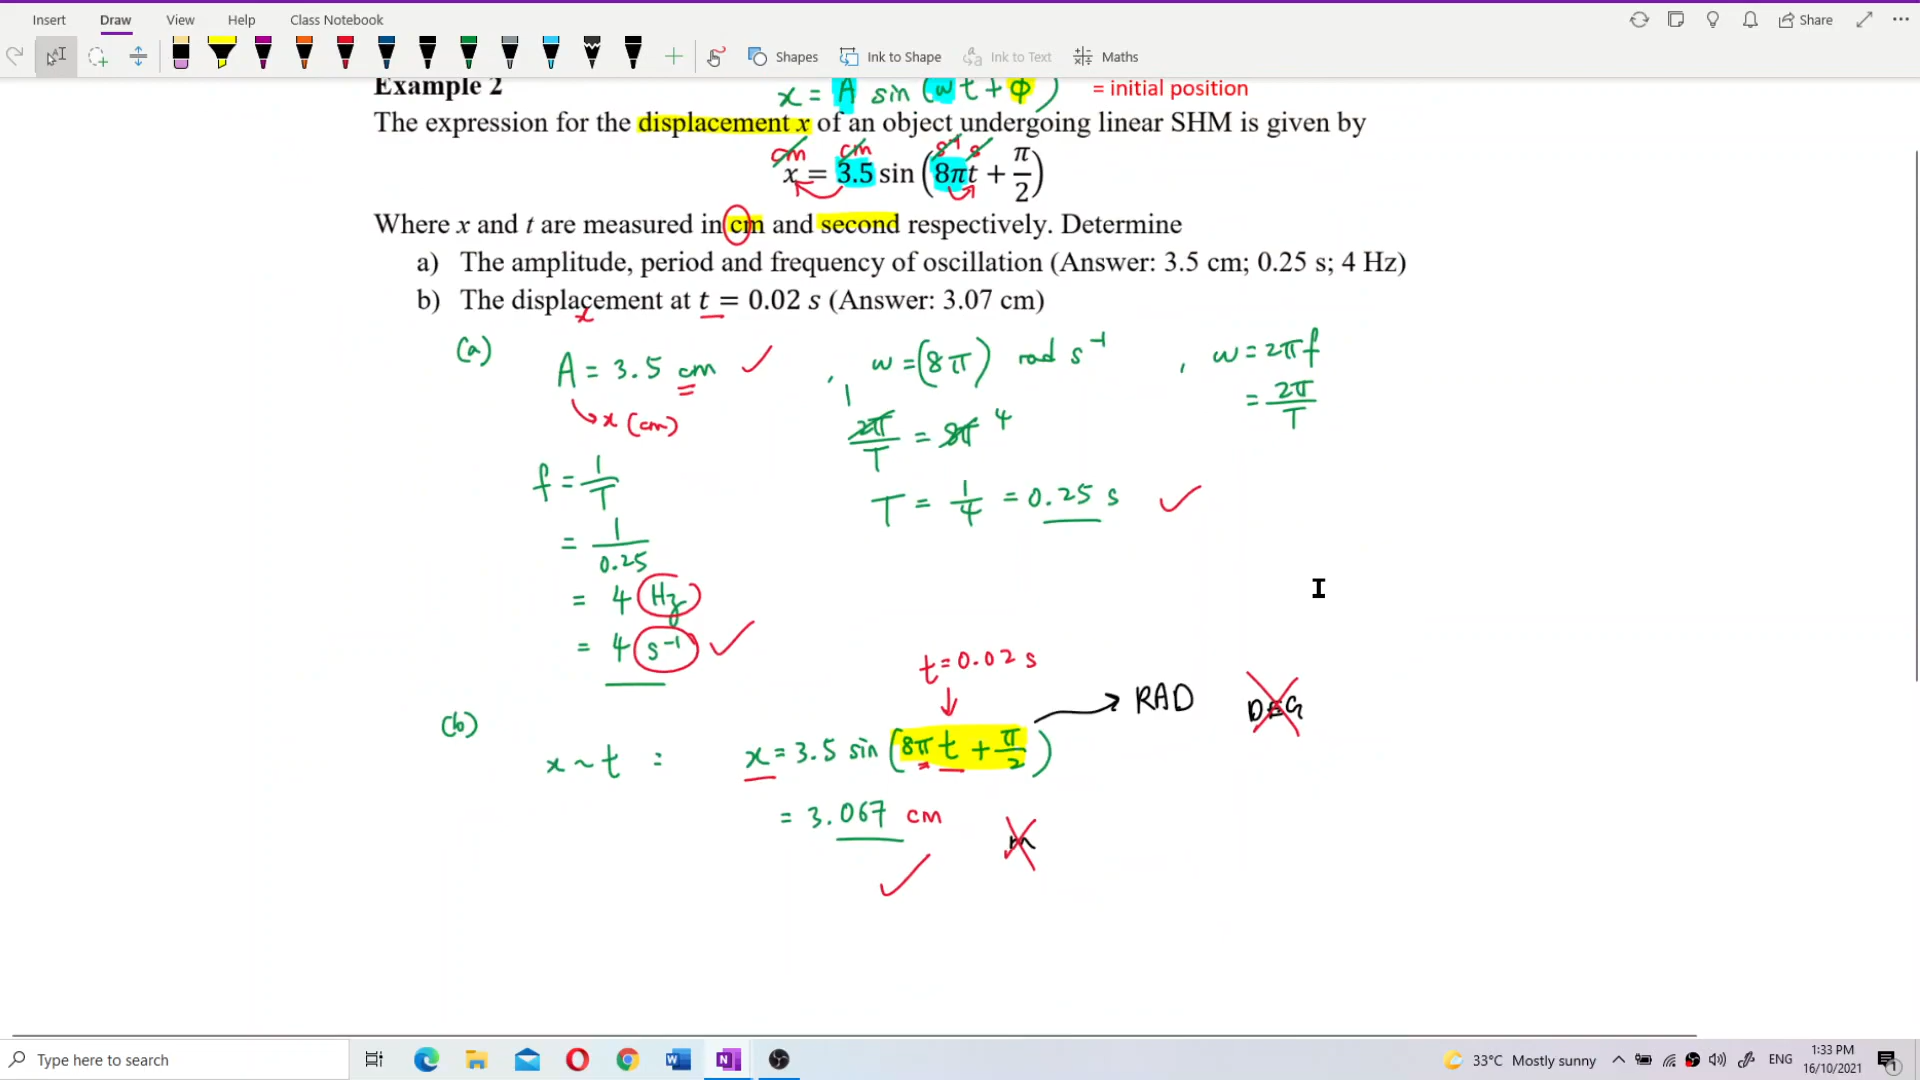 Insert Draw View Help Class Notebook Share
Shapes Ink to Shape Ink to Text Maths
Example 2
x = A sin (ωt + φ) = initial position
The expression for the displacement x of an object undergoing linear SHM is given by
cm cm s⁻¹ s
x = 3.5 sin (8πt + π/2)
Where x and t are measured in cm and second respectively. Determine
a) The amplitude, period and frequency of oscillation (Answer: 3.5 cm; 0.25 s; 4 Hz)
b) The displacement at t = 0.02 s (Answer: 3.07 cm)
x
(a) A = 3.5 cm , ω = (8π) rad s⁻¹ , ω = 2πf
= 2π/T
x (cm)
1
2π/T = 8π 4
f = 1/T
T = 1/4 = 0.25 s
= 1/0.25
= 4 Hz
= 4 s⁻¹
t = 0.02 s
RAD DEG
(b) x ~ t : x = 3.5 sin (8πt + π/2)
= 3.067 cm m
Type here to search
33°C Mostly sunny ENG
1:33 PM
16/10/2021
1